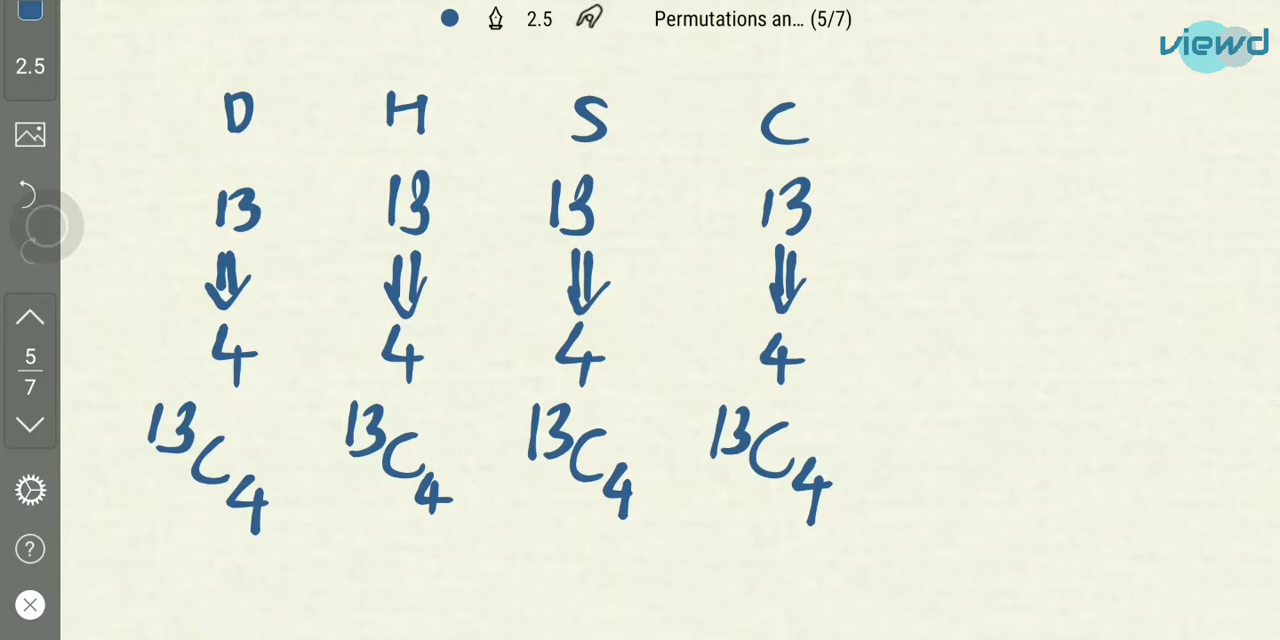 2.5 Permutations an... (5/7)
viewd
2.5
D H S C
13 13 13 13
4 4 4 4
¹³C₄ ¹³C₄ ¹³C₄ ¹³C₄
5
7
?